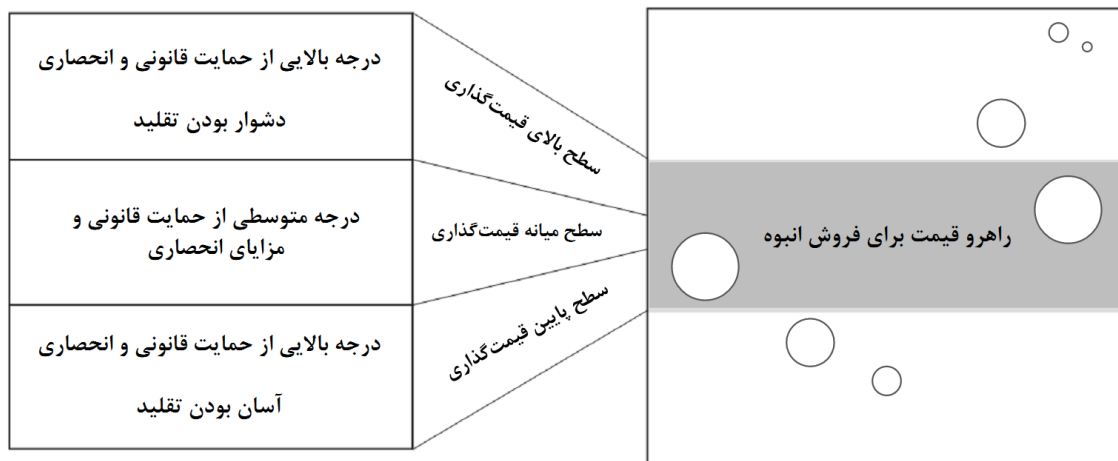 درجه بالایی از حمایت قانونی و انحصاری
دشوار بودن تقلید
سطح بالای قیمت‌گذاری
درجه متوسطی از حمایت قانونی و
مزایای انحصاری
سطح میانه قیمت‌گذاری
راهرو قیمت برای فروش انبوه
درجه بالایی از حمایت قانونی و انحصاری
آسان بودن تقلید
سطح پایین قیمت‌گذاری